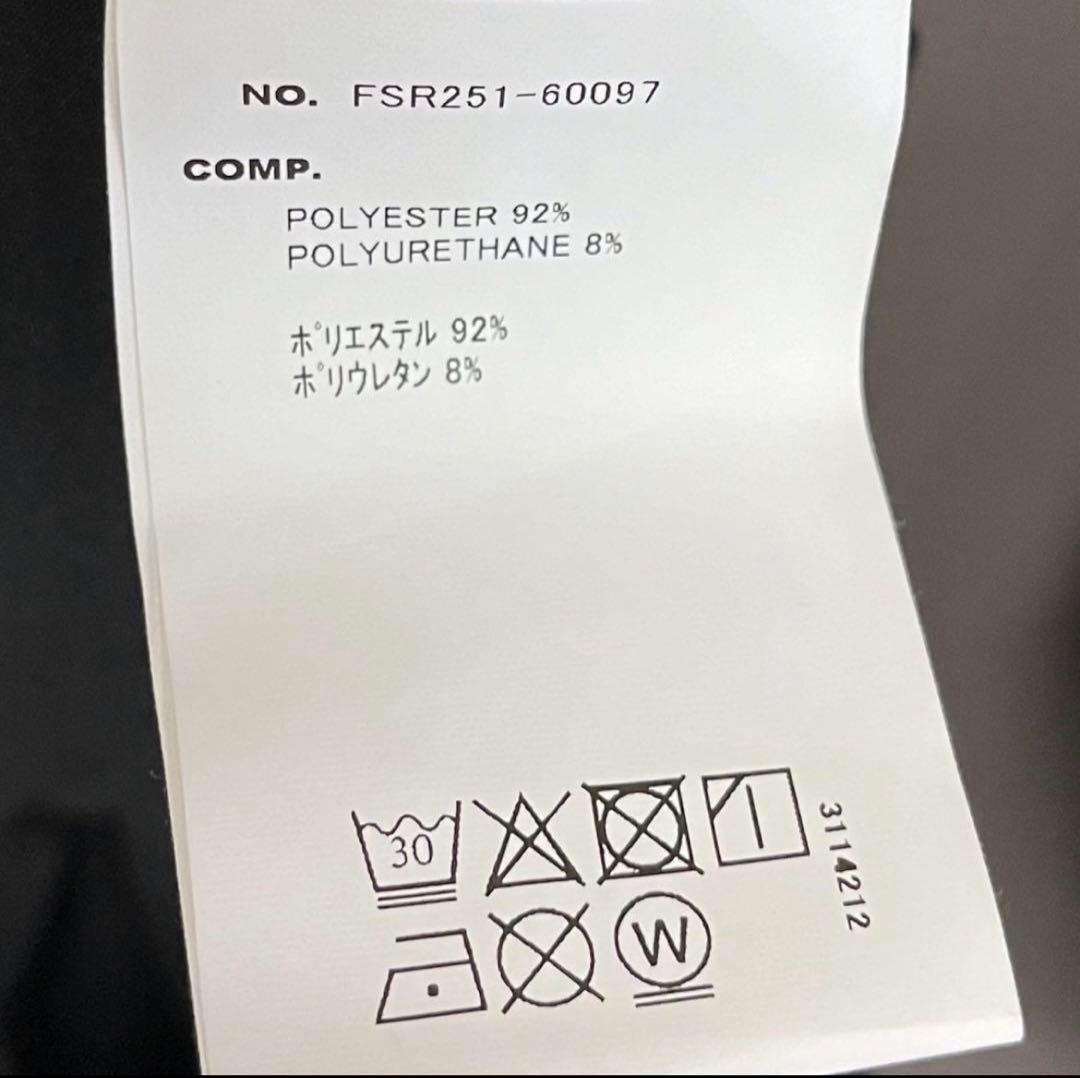 NO. FSR251-60097
COMP.
POLYESTER 92%
POLYURETHANE 8%
ポリエステル 92%
ポリウレタン 8%
30
3114212
W